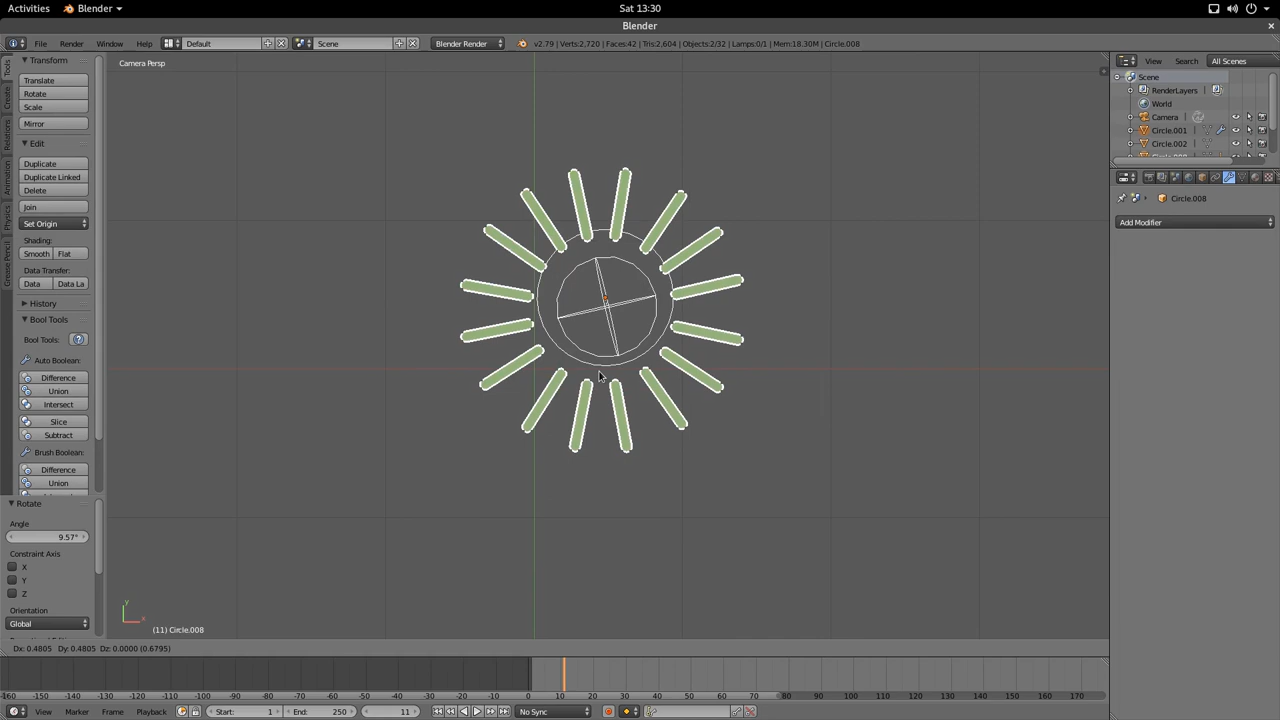 Activities Blender Sat 13:30
Blender
File Render Window Help Default Scene Blender Render v2.79 | Verts:2,720 | Faces:42 | Tris:2,604 | Objects:2/32 | Lamps:0/1 | Mem:18.30M | Circle.008
View Search All Scenes
Scene
RenderLayers
World
Camera
Circle.001
Circle.002
Circle.008
Add Modifier
Tools
Create
Relations
Animation
Physics
Grease Pencil
Transform
Translate
Rotate
Scale
Mirror
Edit
Duplicate
Duplicate Linked
Delete
Join
Set Origin
Shading:
Smooth Flat
Data Transfer:
Data Data La
History
Bool Tools
Bool Tools:
Auto Boolean:
Difference
Union
Intersect
Slice
Subtract
Brush Boolean:
Difference
Union
Rotate
Angle
9.57°
Constraint Axis
X
Y
Z
Orientation
Global
Camera Persp
y
x
(11) Circle.008
Dx: 0.4805 Dy: 0.4805 Dz: 0.0000 (0.6795)
-160 -150 -140 -130 -120 -110 -100 -90 -80 -70 -60 -50 -40 -30 -20 -10 0 10 20 30 40 50 60 70 80 90 100 110 120 130 140 150 160 170
View Marker Frame Playback Start: 1 End: 250 11 No Sync